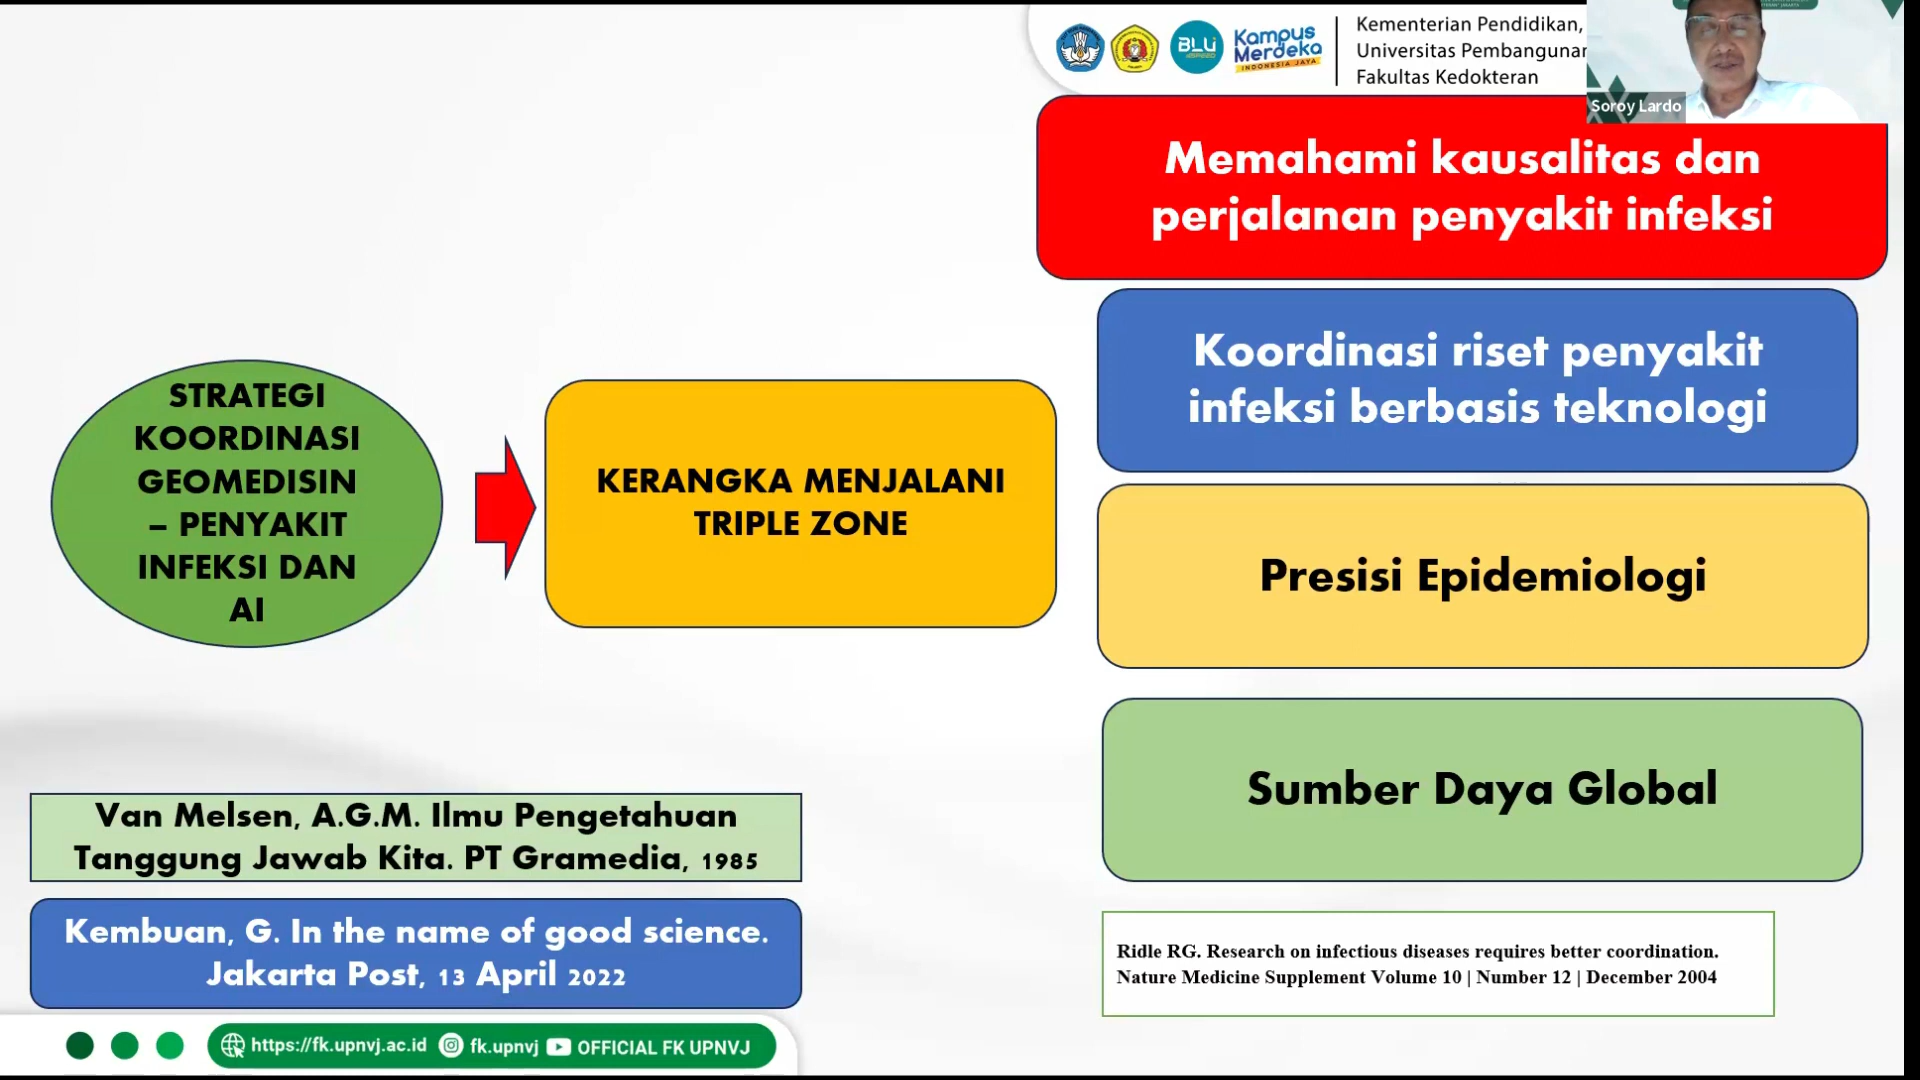 Kampus
Merdeka
INDONESIA JAYA
BLU
Kementerian Pendidikan,
Universitas Pembangunan
Fakultas Kedokteran
Soroy Lardo
Memahami kausalitas dan
perjalanan penyakit infeksi
Koordinasi riset penyakit
infeksi berbasis teknologi
Presisi Epidemiologi
Sumber Daya Global
STRATEGI
KOORDINASI
GEOMEDISIN
– PENYAKIT
INFEKSI DAN
AI
KERANGKA MENJALANI
TRIPLE ZONE
Van Melsen, A.G.M. Ilmu Pengetahuan
Tanggung Jawab Kita. PT Gramedia, 1985
Kembuan, G. In the name of good science.
Jakarta Post, 13 April 2022
Ridle RG. Research on infectious diseases requires better coordination.
Nature Medicine Supplement Volume 10 | Number 12 | December 2004
https://fk.upnvj.ac.id fk.upnvj OFFICIAL FK UPNVJ